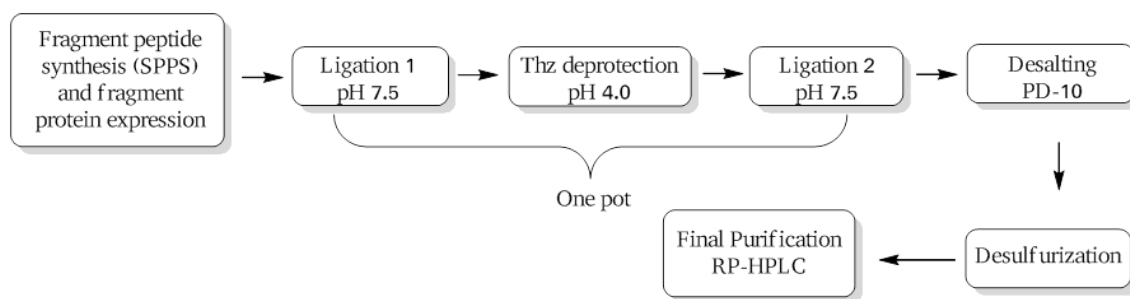 Fragment peptide
synthesis (SPPS)
and fragment
protein expression
Ligation 1
pH 7.5
Thz deprotection
pH 4.0
Ligation 2
pH 7.5
Desalting
PD-10
One pot
Desulfurization
Final Purification
RP-HPLC